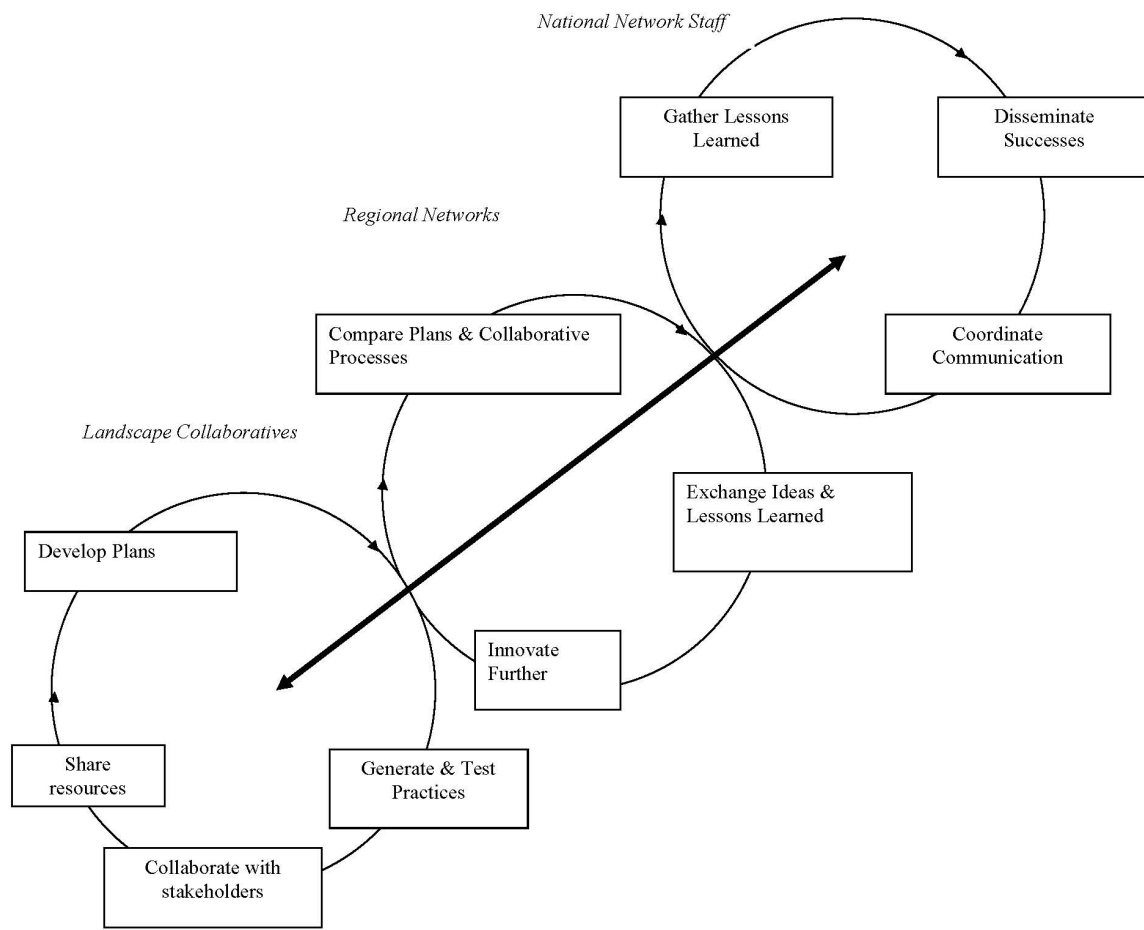 National Network Staff
Gather Lessons
Learned
Disseminate
Successes
Regional Networks
Compare Plans & Collaborative
Processes
Coordinate
Communication
Landscape Collaboratives
Exchange Ideas &
Lessons Learned
Develop Plans
Innovate
Further
Share
resources
Generate & Test
Practices
Collaborate with
stakeholders